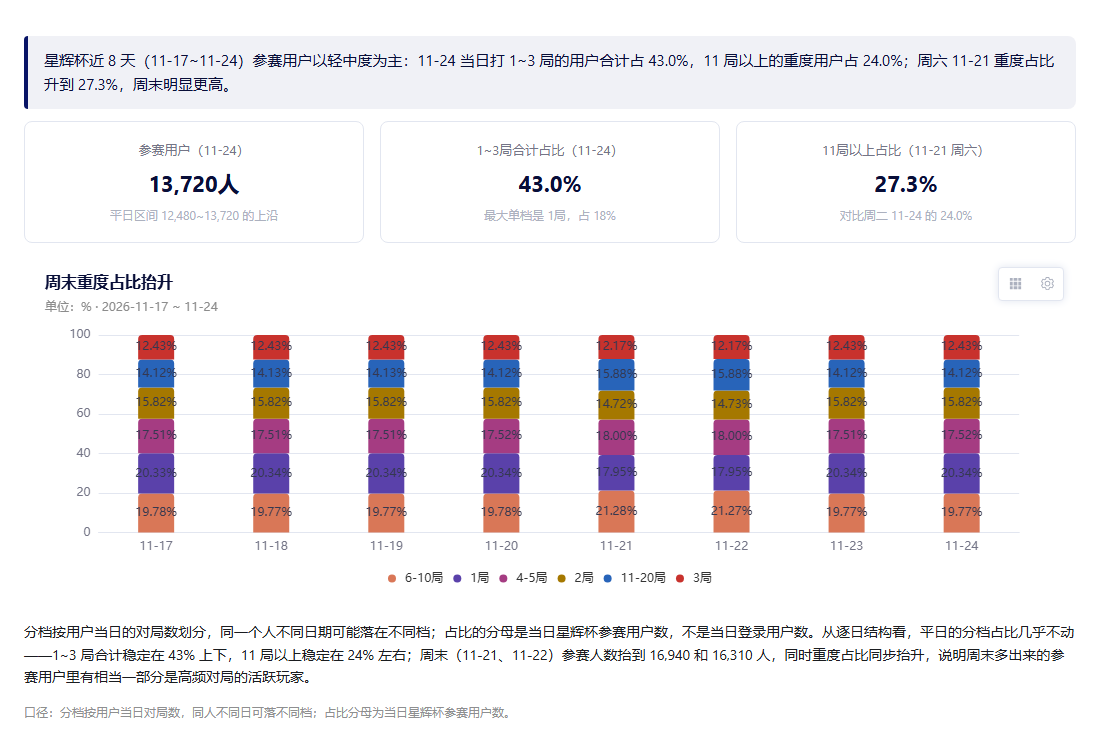 星辉杯近 8 天（11-17~11-24）参赛用户以轻中度为主：11-24 当日打 1~3 局的用户合计占 43.0%，11 局以上的重度用户占 24.0%；周六 11-21 重度占比
升到 27.3%，周末明显更高。
参赛用户（11-24）
13,720人
平日区间 12,480~13,720 的上沿
1~3局合计占比（11-24）
43.0%
最大单档是 1局，占 18%
11局以上占比（11-21 周六）
27.3%
对比周二 11-24 的 24.0%
周末重度占比抬升
单位：% · 2026-11-17 ~ 11-24
100
80
60
40
20
0
12.43% 12.43% 12.43% 12.43% 12.17% 12.17% 12.43% 12.43%
14.12% 14.13% 14.13% 14.12% 15.88% 15.88% 14.12% 14.12%
15.82% 15.82% 15.82% 15.82% 14.72% 14.73% 15.82% 15.82%
17.51% 17.51% 17.51% 17.52% 18.00% 18.00% 17.51% 17.52%
20.33% 20.34% 20.34% 20.34% 17.95% 17.95% 20.34% 20.34%
19.78% 19.77% 19.77% 19.78% 21.28% 21.27% 19.77% 19.77%
11-17 11-18 11-19 11-20 11-21 11-22 11-23 11-24
6-10局 1局 4-5局 2局 11-20局 3局
分档按用户当日的对局数划分，同一个人不同日期可能落在不同档；占比的分母是当日星辉杯参赛用户数，不是当日登录用户数。从逐日结构看，平日的分档占比几乎不动
——1~3 局合计稳定在 43% 上下，11 局以上稳定在 24% 左右；周末（11-21、11-22）参赛人数抬到 16,940 和 16,310 人，同时重度占比同步抬升，说明周末多出来的参
赛用户里有相当一部分是高频对局的活跃玩家。
口径：分档按用户当日对局数，同人不同日可落不同档；占比分母为当日星辉杯参赛用户数。